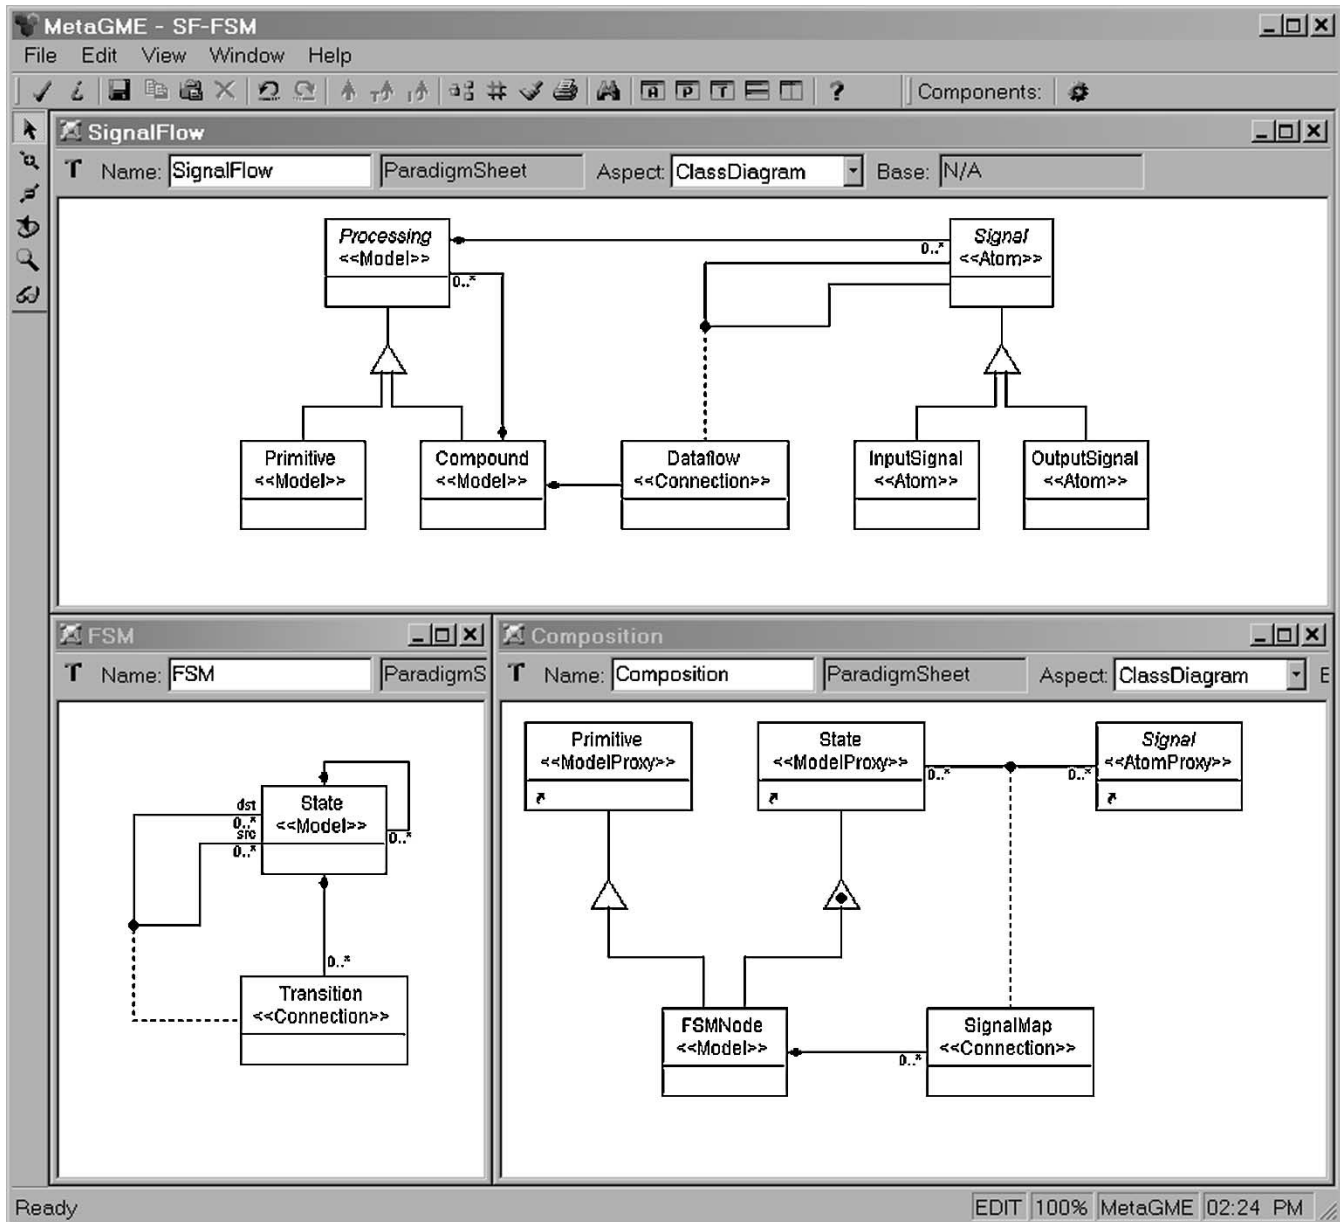 MetaGME - SF-FSM
File Edit View Window Help
Components:
SignalFlow
Name: SignalFlow ParadigmSheet Aspect: ClassDiagram Base: N/A
Processing
<<Model>>
0..*
Signal
<<Atom>>
0..*
Primitive
<<Model>>
Compound
<<Model>>
Dataflow
<<Connection>>
InputSignal
<<Atom>>
OutputSignal
<<Atom>>
FSM
Name: FSM ParadigmS
State
<<Model>>
dst
0..*
src
0..*
0..*
0..*
Transition
<<Connection>>
Composition
Name: Composition ParadigmSheet Aspect: ClassDiagram E
Primitive
<<ModelProxy>>
State
<<ModelProxy>>
0..*
0..*
Signal
<<AtomProxy>>
FSMNode
<<Model>>
0..*
SignalMap
<<Connection>>
Ready EDIT 100% MetaGME 02:24 PM